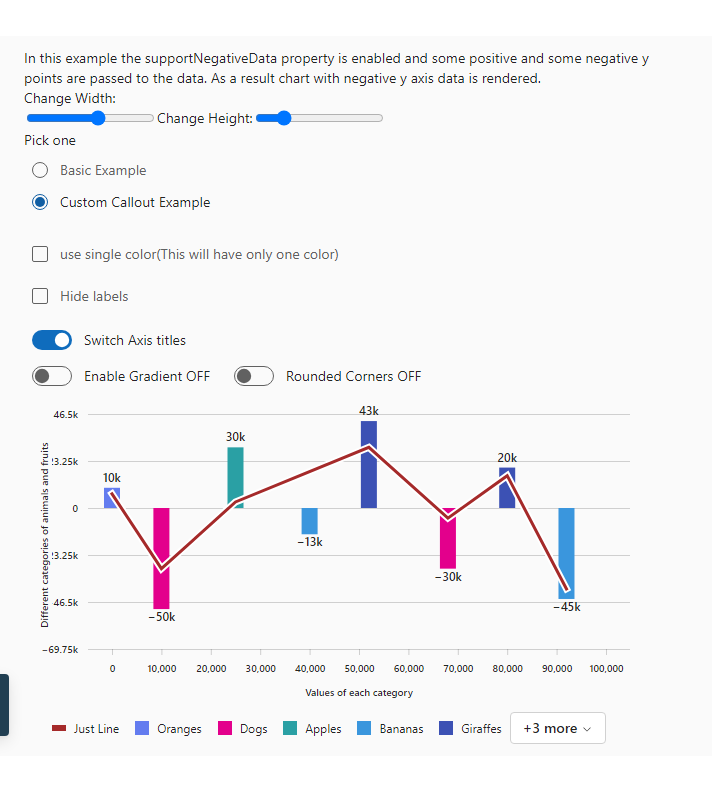 In this example the supportNegativeData property is enabled and some positive and some negative y
points are passed to the data. As a result chart with negative y axis data is rendered.
Change Width:
Change Height:
Pick one
Basic Example
Custom Callout Example
use single color(This will have only one color)
Hide labels
Switch Axis titles
Enable Gradient OFF
Rounded Corners OFF
43k
46.5k
30k
3.25k
20k
10k
0
−13k
3.25k
−30k
46.5k
−45k
−50k
−69.75k
Different categories of animals and fruits
0
10,000
20,000
30,000
40,000
50,000
60,000
70,000
80,000
90,000
100,000
Values of each category
Just Line
Oranges
Dogs
Apples
Bananas
Giraffes
+3 more